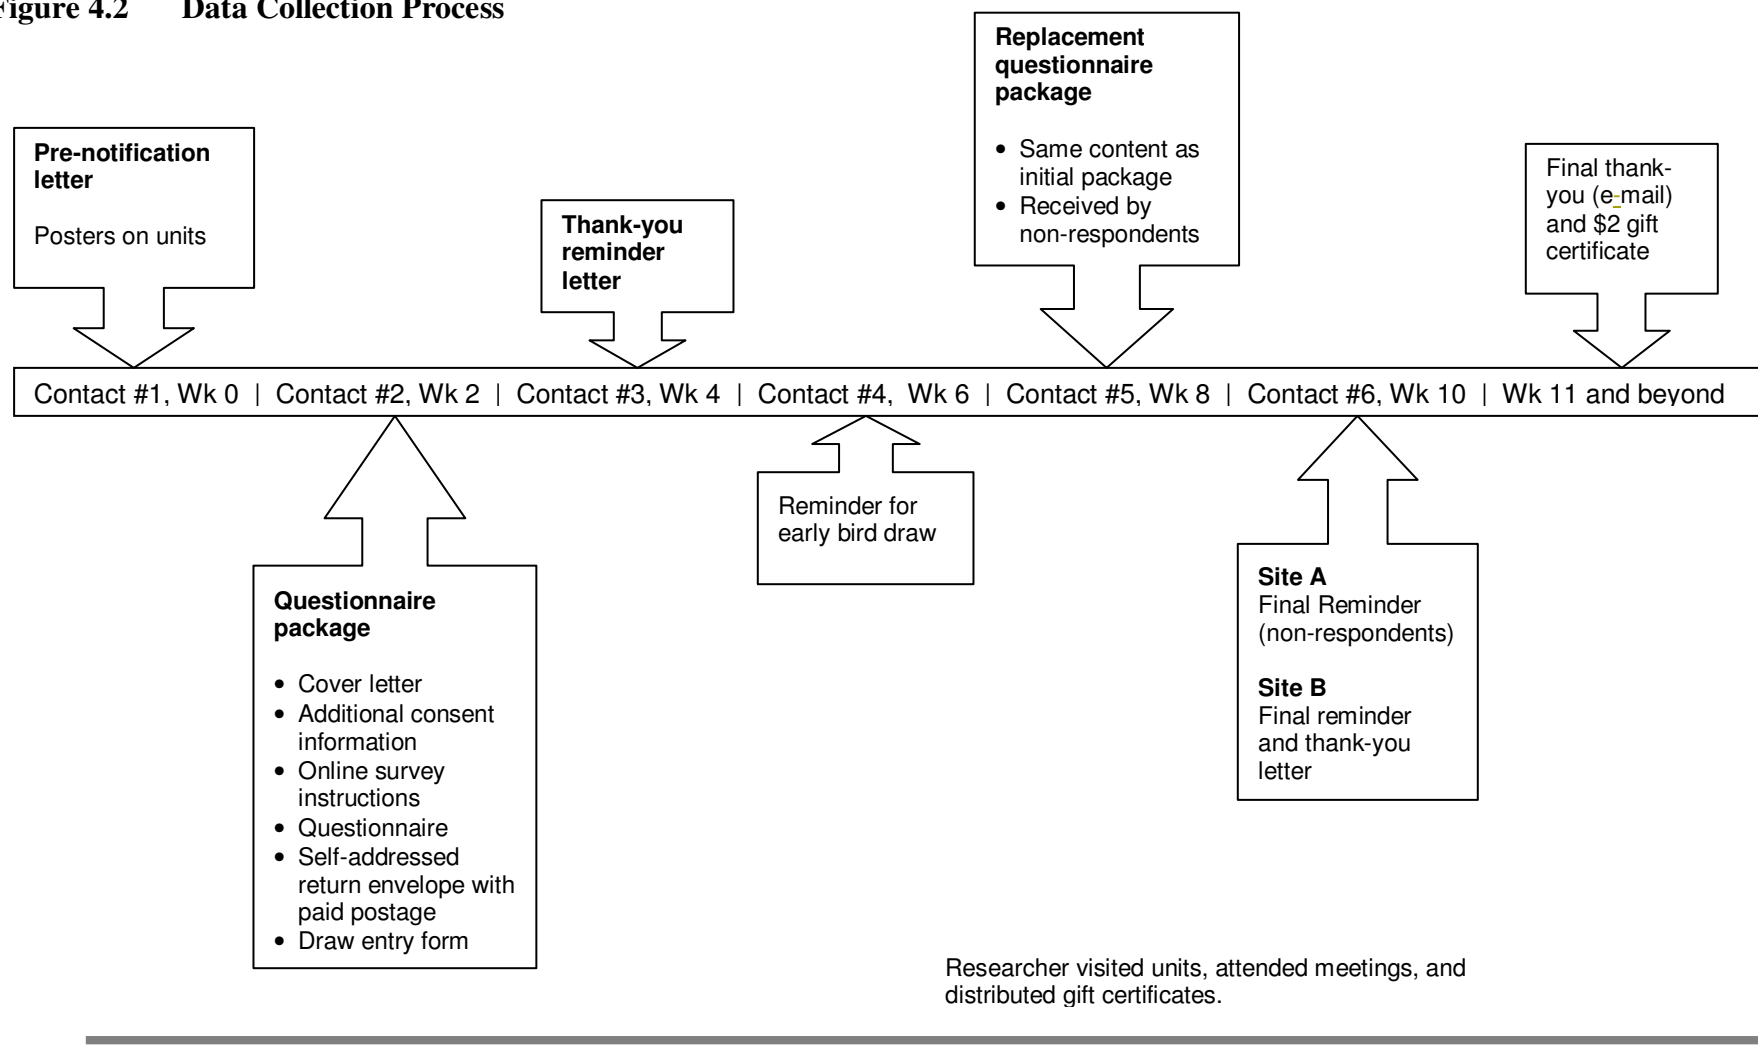 Figure 4.2 Data Collection Process
Pre-notification
letter
Posters on units
Thank-you
reminder
letter
Replacement
questionnaire
package
• Same content as
initial package
• Received by
non-respondents
Final thank-
you (e-mail)
and $2 gift
certificate
Contact #1, Wk 0 | Contact #2, Wk 2 | Contact #3, Wk 4 | Contact #4, Wk 6 | Contact #5, Wk 8 | Contact #6, Wk 10 | Wk 11 and beyond
Questionnaire
package
• Cover letter
• Additional consent
information
• Online survey
instructions
• Questionnaire
• Self-addressed
return envelope with
paid postage
• Draw entry form
Reminder for
early bird draw
Site A
Final Reminder
(non-respondents)
Site B
Final reminder
and thank-you
letter
Researcher visited units, attended meetings, and
distributed gift certificates.